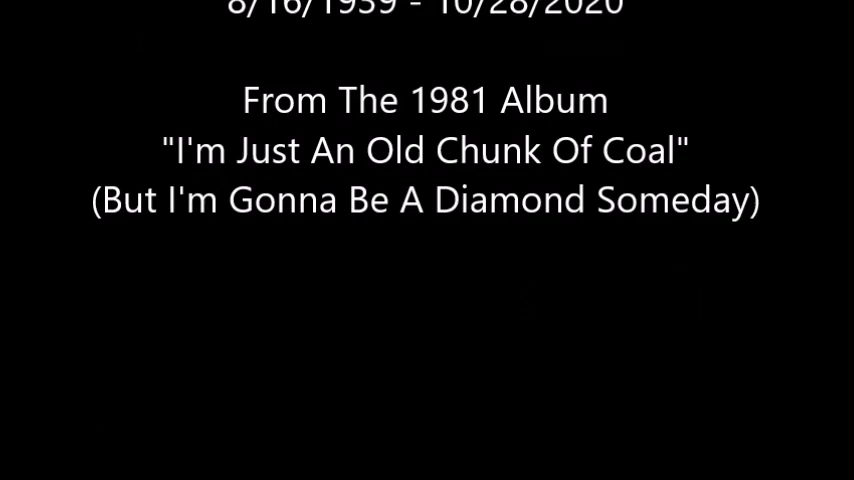 8/16/1939 - 10/28/2020
From The 1981 Album
"I'm Just An Old Chunk Of Coal"
(But I'm Gonna Be A Diamond Someday)